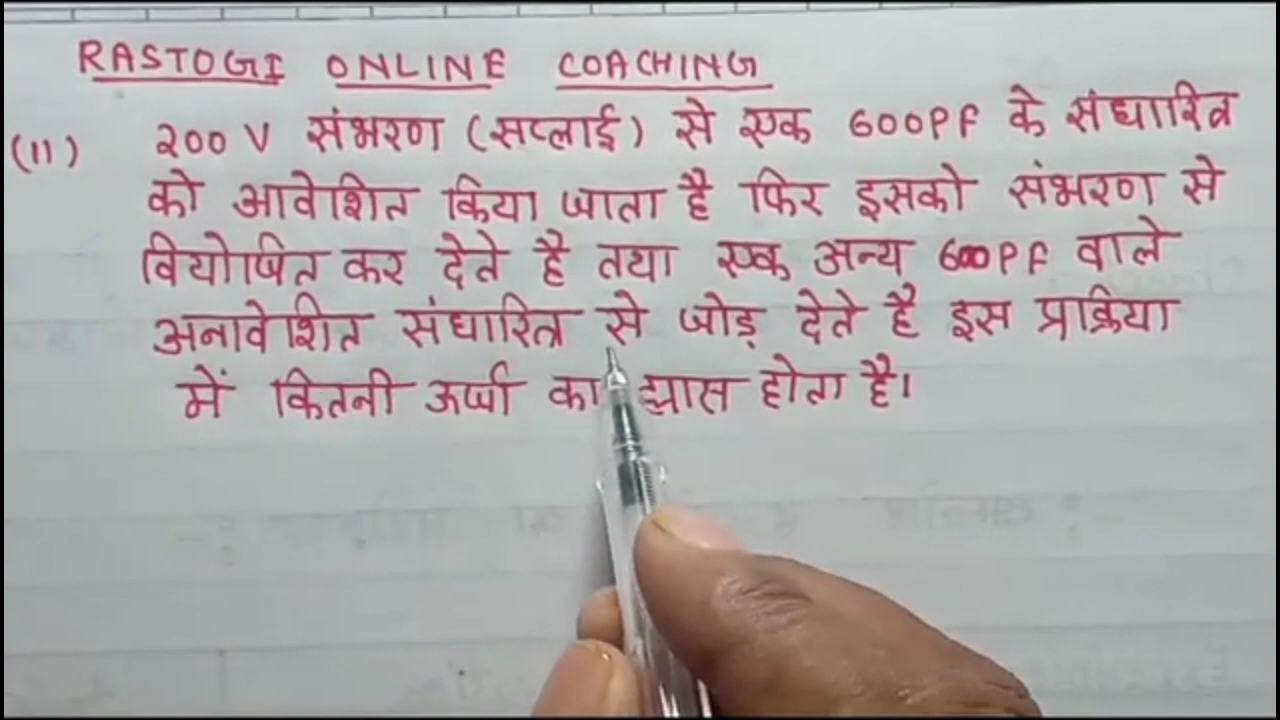 RASTOGI ONLINE COACHING
(11) 200 V संभरण (सप्लाई) से एक 600PF के संधारित्र
को आवेशित किया जाता है फिर इसको संभरण से
वियोजित कर देते है तथा एक अन्य 600PF वाले
अनावेशित संधारित्र से जोड़ देते है इस प्रक्रिया
में कितनी ऊर्जा का ह्रास होता है।